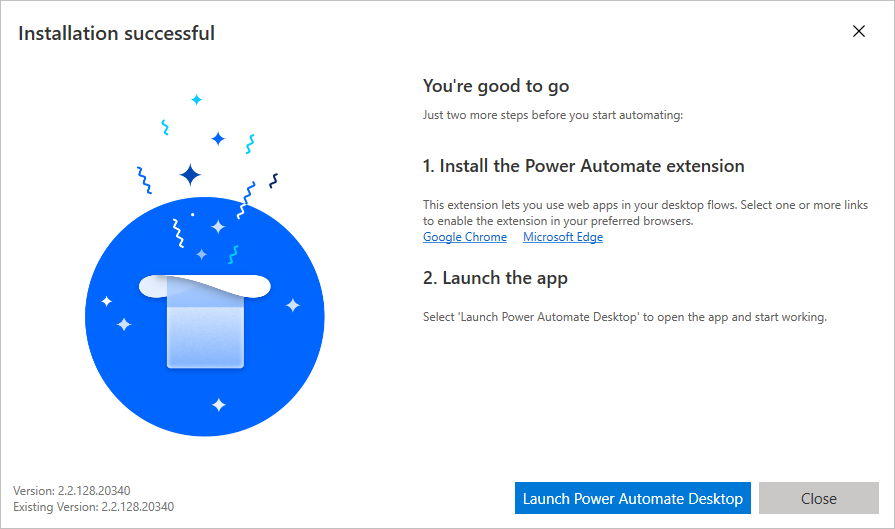 Installation successful
You're good to go
Just two more steps before you start automating:
1. Install the Power Automate extension
This extension lets you use web apps in your desktop flows. Select one or more links
to enable the extension in your preferred browsers.
Google Chrome Microsoft Edge
2. Launch the app
Select 'Launch Power Automate Desktop' to open the app and start working.
Version: 2.2.128.20340
Existing Version: 2.2.128.20340
Launch Power Automate Desktop Close